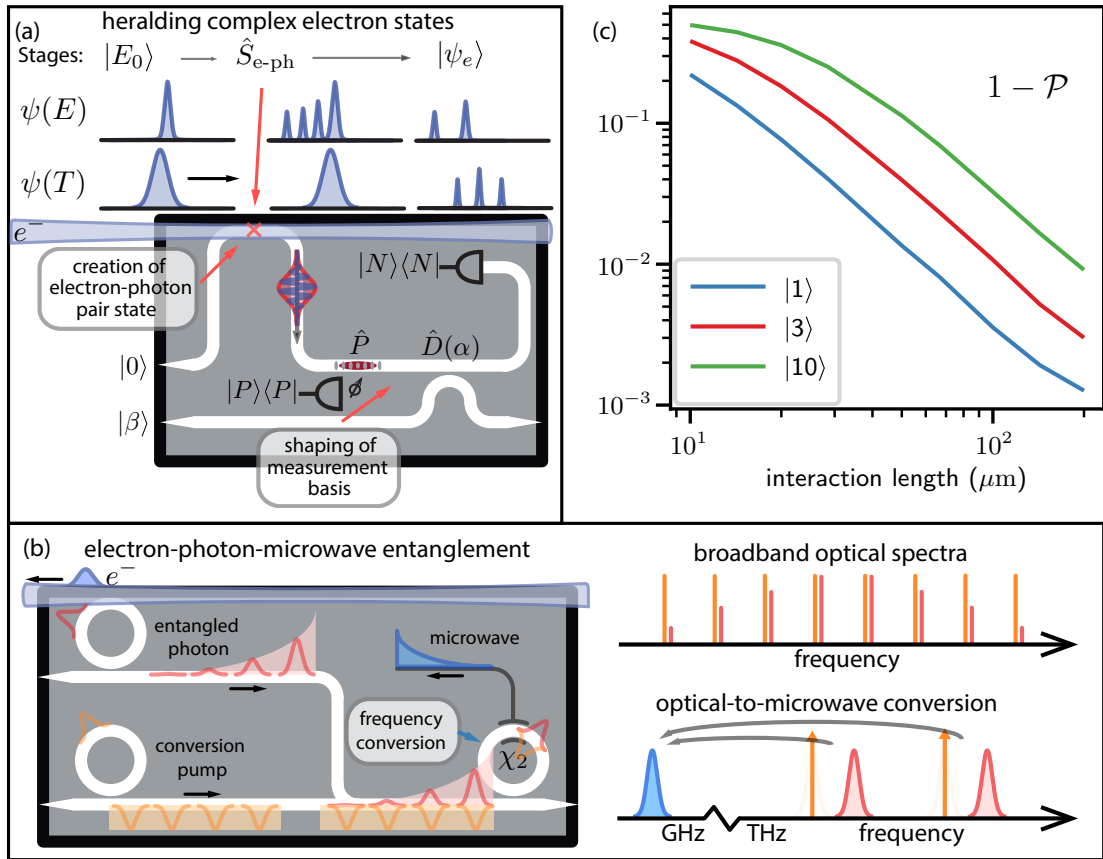 (a) heralding complex electron states
Stages: |E₀⟩ Ŝₑ₋ₚₕ |ψₑ⟩
ψ(E)
ψ(T)
e⁻
creation of
electron-photon
pair state
|N⟩⟨N|
|0⟩
P̂
D̂(α)
|P⟩⟨P|
|β⟩
shaping of
measurement
basis
(c)
1 − 𝒫
10⁻¹
10⁻²
10⁻³
|1⟩
|3⟩
|10⟩
10¹ 10²
interaction length (μm)
(b) electron-photon-microwave entanglement
e⁻
entangled
photon
microwave
frequency
conversion
χ₂
conversion
pump
broadband optical spectra
frequency
optical-to-microwave conversion
GHz THz frequency